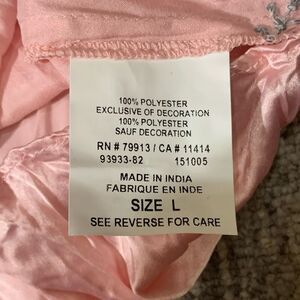 100% POLYESTER
EXCLUSIVE OF DECORATION
100% POLYESTER
SAUF DECORATION
RN # 79913 / CA # 11414
93933-82 151005
MADE IN INDIA
FABRIQUE EN INDE
SIZE L
SEE REVERSE FOR CARE